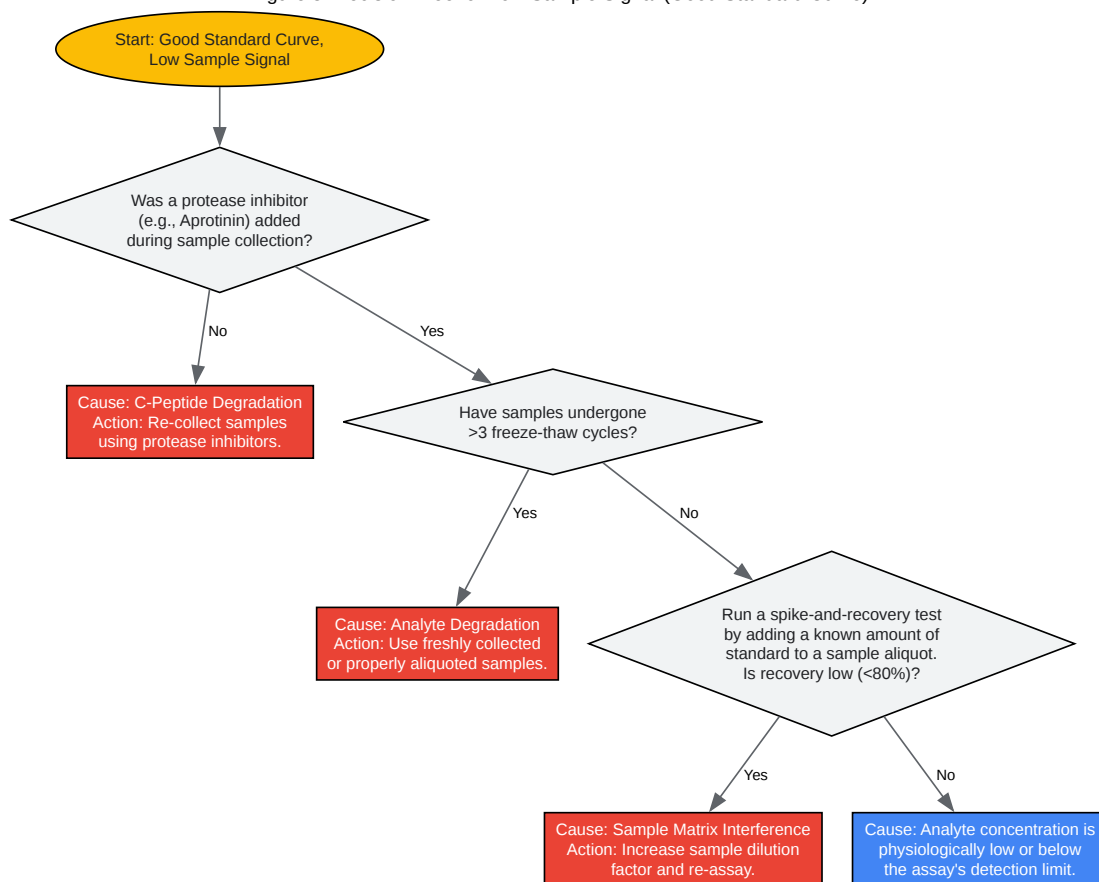 Start: Good Standard Curve,
Low Sample Signal
Was a protease inhibitor
(e.g., Aprotinin) added
during sample collection?
No
Yes
Cause: C-Peptide Degradation
Action: Re-collect samples
using protease inhibitors.
Have samples undergone
>3 freeze-thaw cycles?
Yes
No
Cause: Analyte Degradation
Action: Use freshly collected
or properly aliquoted samples.
Run a spike-and-recovery test
by adding a known amount of
standard to a sample aliquot.
Is recovery low (<80%)?
Yes
No
Cause: Sample Matrix Interference
Action: Increase sample dilution
factor and re-assay.
Cause: Analyte concentration is
physiologically low or below
the assay's detection limit.